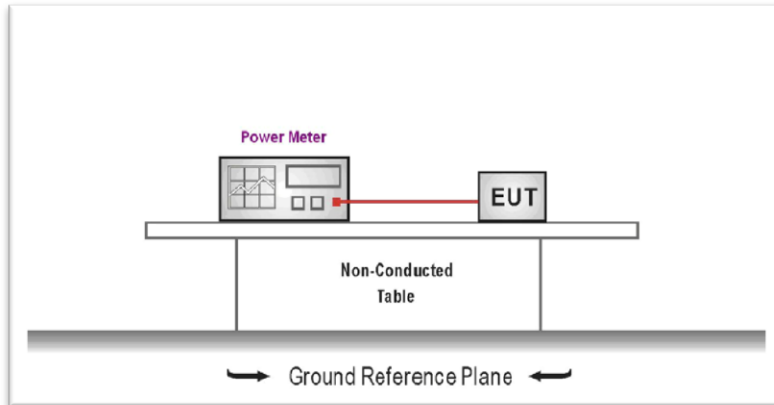 Power Meter
EUT
Non-Conducted
Table
Ground Reference Plane